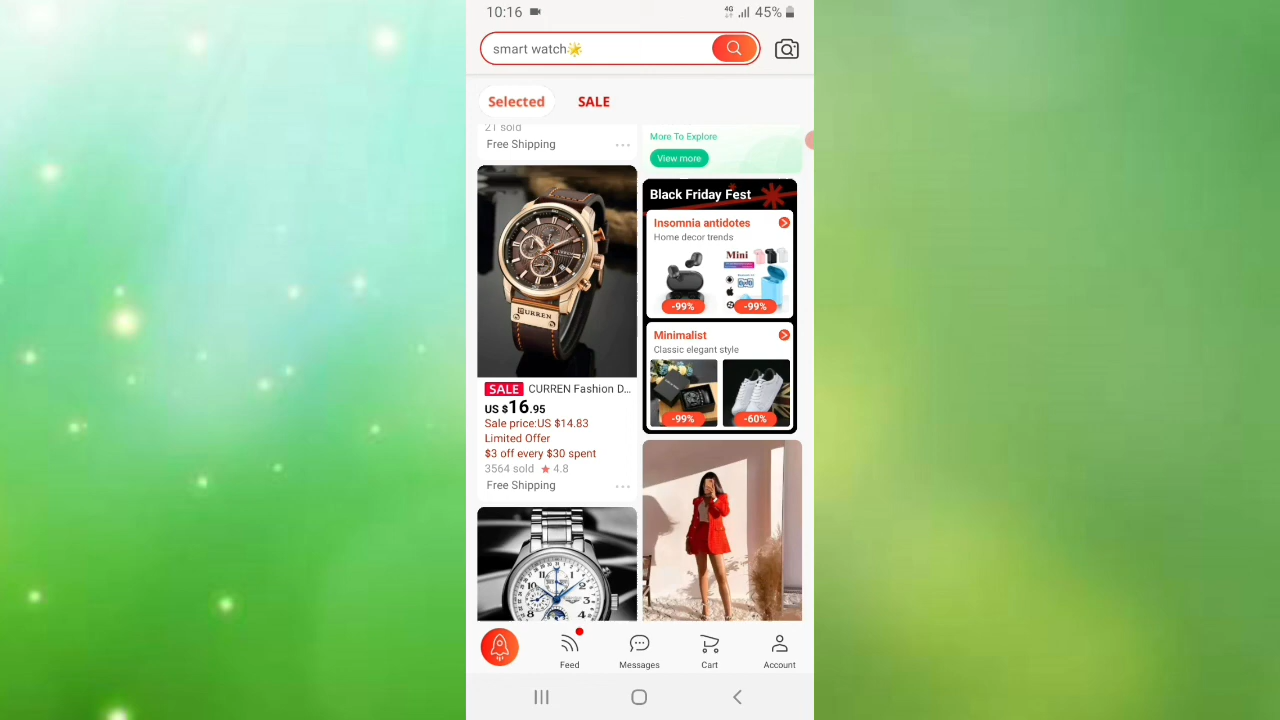 10:16
4G
45%
smart watch🌟
Selected
SALE
21 sold
Free Shipping
CURREN
SALE CURREN Fashion D...
US $16.95
Sale price:US $14.83
Limited Offer
$3 off every $30 spent
3564 sold ★ 4.8
Free Shipping
More To Explore
View more
Black Friday Fest
Insomnia antidotes
Home decor trends
Mini
-99%
-99%
Minimalist
Classic elegant style
-99%
-60%
Feed
Messages
Cart
Account